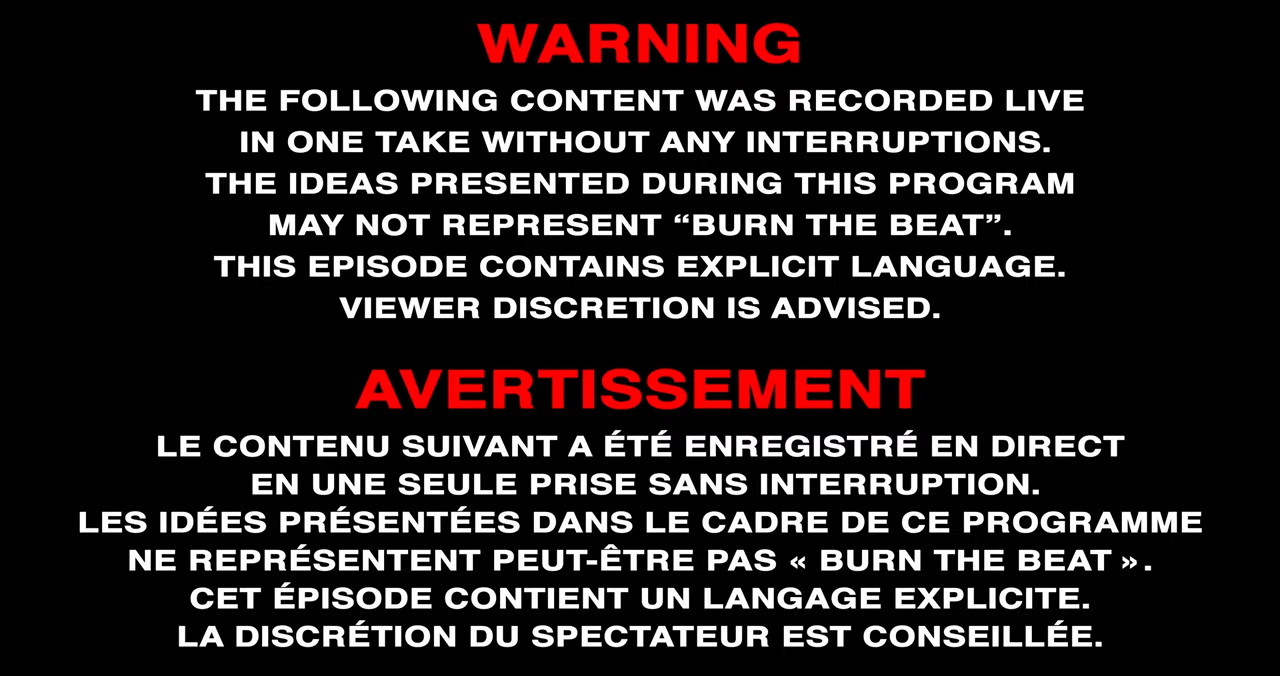 WARNING
THE FOLLOWING CONTENT WAS RECORDED LIVE
IN ONE TAKE WITHOUT ANY INTERRUPTIONS.
THE IDEAS PRESENTED DURING THIS PROGRAM
MAY NOT REPRESENT “BURN THE BEAT”.
THIS EPISODE CONTAINS EXPLICIT LANGUAGE.
VIEWER DISCRETION IS ADVISED.
AVERTISSEMENT
LE CONTENU SUIVANT A ÉTÉ ENREGISTRÉ EN DIRECT
EN UNE SEULE PRISE SANS INTERRUPTION.
LES IDÉES PRÉSENTÉES DANS LE CADRE DE CE PROGRAMME
NE REPRÉSENTENT PEUT-ÊTRE PAS « BURN THE BEAT ».
CET ÉPISODE CONTIENT UN LANGAGE EXPLICITE.
LA DISCRÉTION DU SPECTATEUR EST CONSEILLÉE.